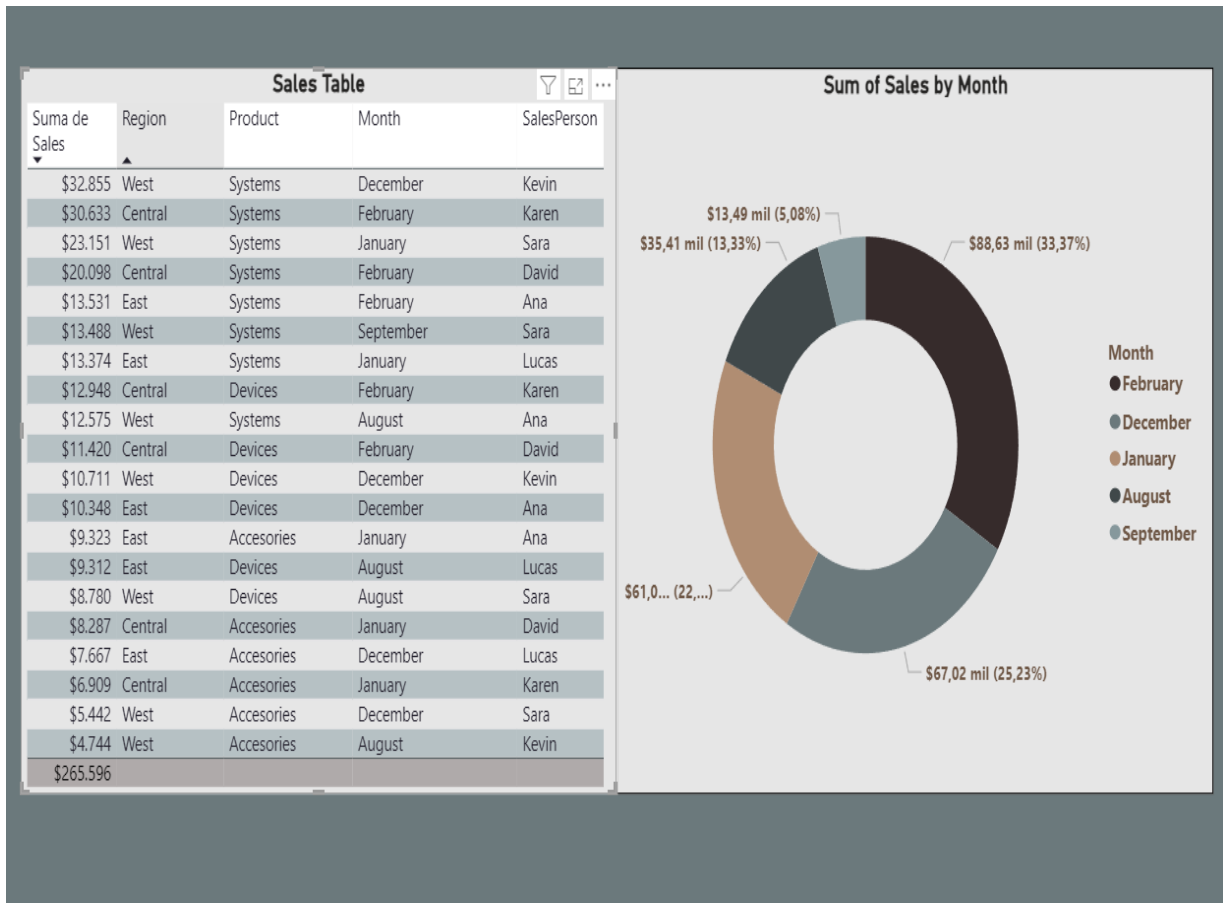 Sales Table
Suma de Sales Region Product Month SalesPerson
$32.855 West Systems December Kevin
$30.633 Central Systems February Karen
$23.151 West Systems January Sara
$20.098 Central Systems February David
$13.531 East Systems February Ana
$13.488 West Systems September Sara
$13.374 East Systems January Lucas
$12.948 Central Devices February Karen
$12.575 West Systems August Ana
$11.420 Central Devices February David
$10.711 West Devices December Kevin
$10.348 East Devices December Ana
$9.323 East Accesories January Ana
$9.312 East Devices August Lucas
$8.780 West Devices August Sara
$8.287 Central Accesories January David
$7.667 East Accesories December Lucas
$6.909 Central Accesories January Karen
$5.442 West Accesories December Sara
$4.744 West Accesories August Kevin
$265.596
Sum of Sales by Month
$13,49 mil (5,08%)
$35,41 mil (13,33%)
$88,63 mil (33,37%)
$61,0... (22,...)
$67,02 mil (25,23%)
Month
February
December
January
August
September